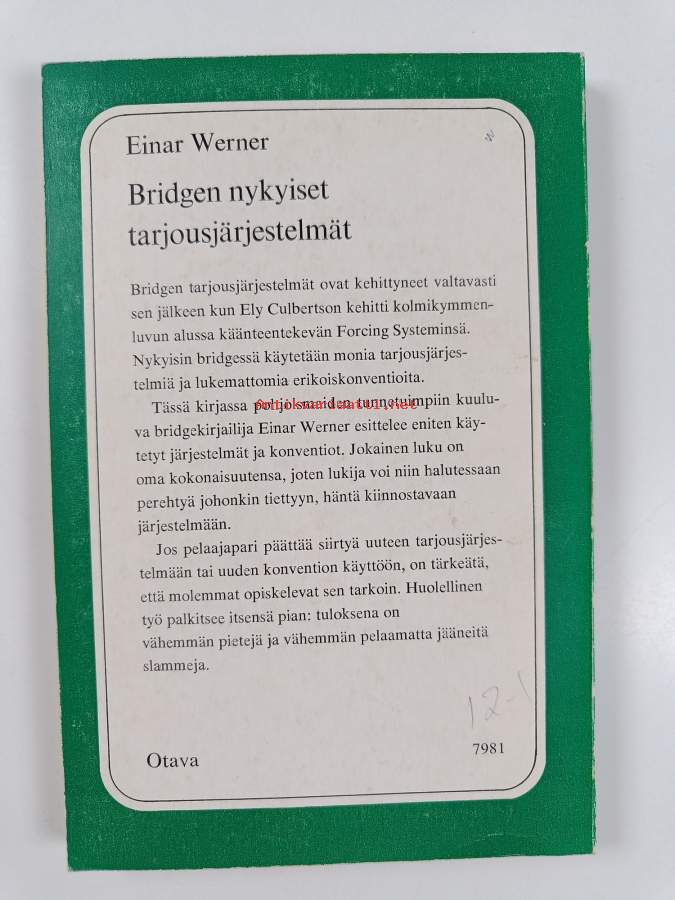 Einar Werner
Bridgen nykyiset
tarjousjärjestelmät
Bridgen tarjousjärjestelmät ovat kehittyneet valtavasti
sen jälkeen kun Ely Culbertson kehitti kolmikymmen-
luvun alussa käänteentekevän Forcing Systeminsä.
Nykyisin bridgessä käytetään monia tarjousjärjes-
telmiä ja lukemattomia erikoiskonventioita.
Tässä kirjassa pohjoismaiden tunnetuimpiin kuulu-
va bridgekirjailija Einar Werner esittelee eniten käy-
tetyt järjestelmät ja konventiot. Jokainen luku on
oma kokonaisuutensa, joten lukija voi niin halutessaan
perehtyä johonkin tiettyyn, häntä kiinnostavaan
järjestelmään.
Jos pelaajapari päättää siirtyä uuteen tarjousjärjes-
telmään tai uuden konvention käyttöön, on tärkeätä,
että molemmat opiskelevat sen tarkoin. Huolellinen
työ palkitsee itsensä pian: tuloksena on
vähemmän pietejä ja vähemmän pelaamatta jääneitä
slammeja.
12-1
Otava
7981